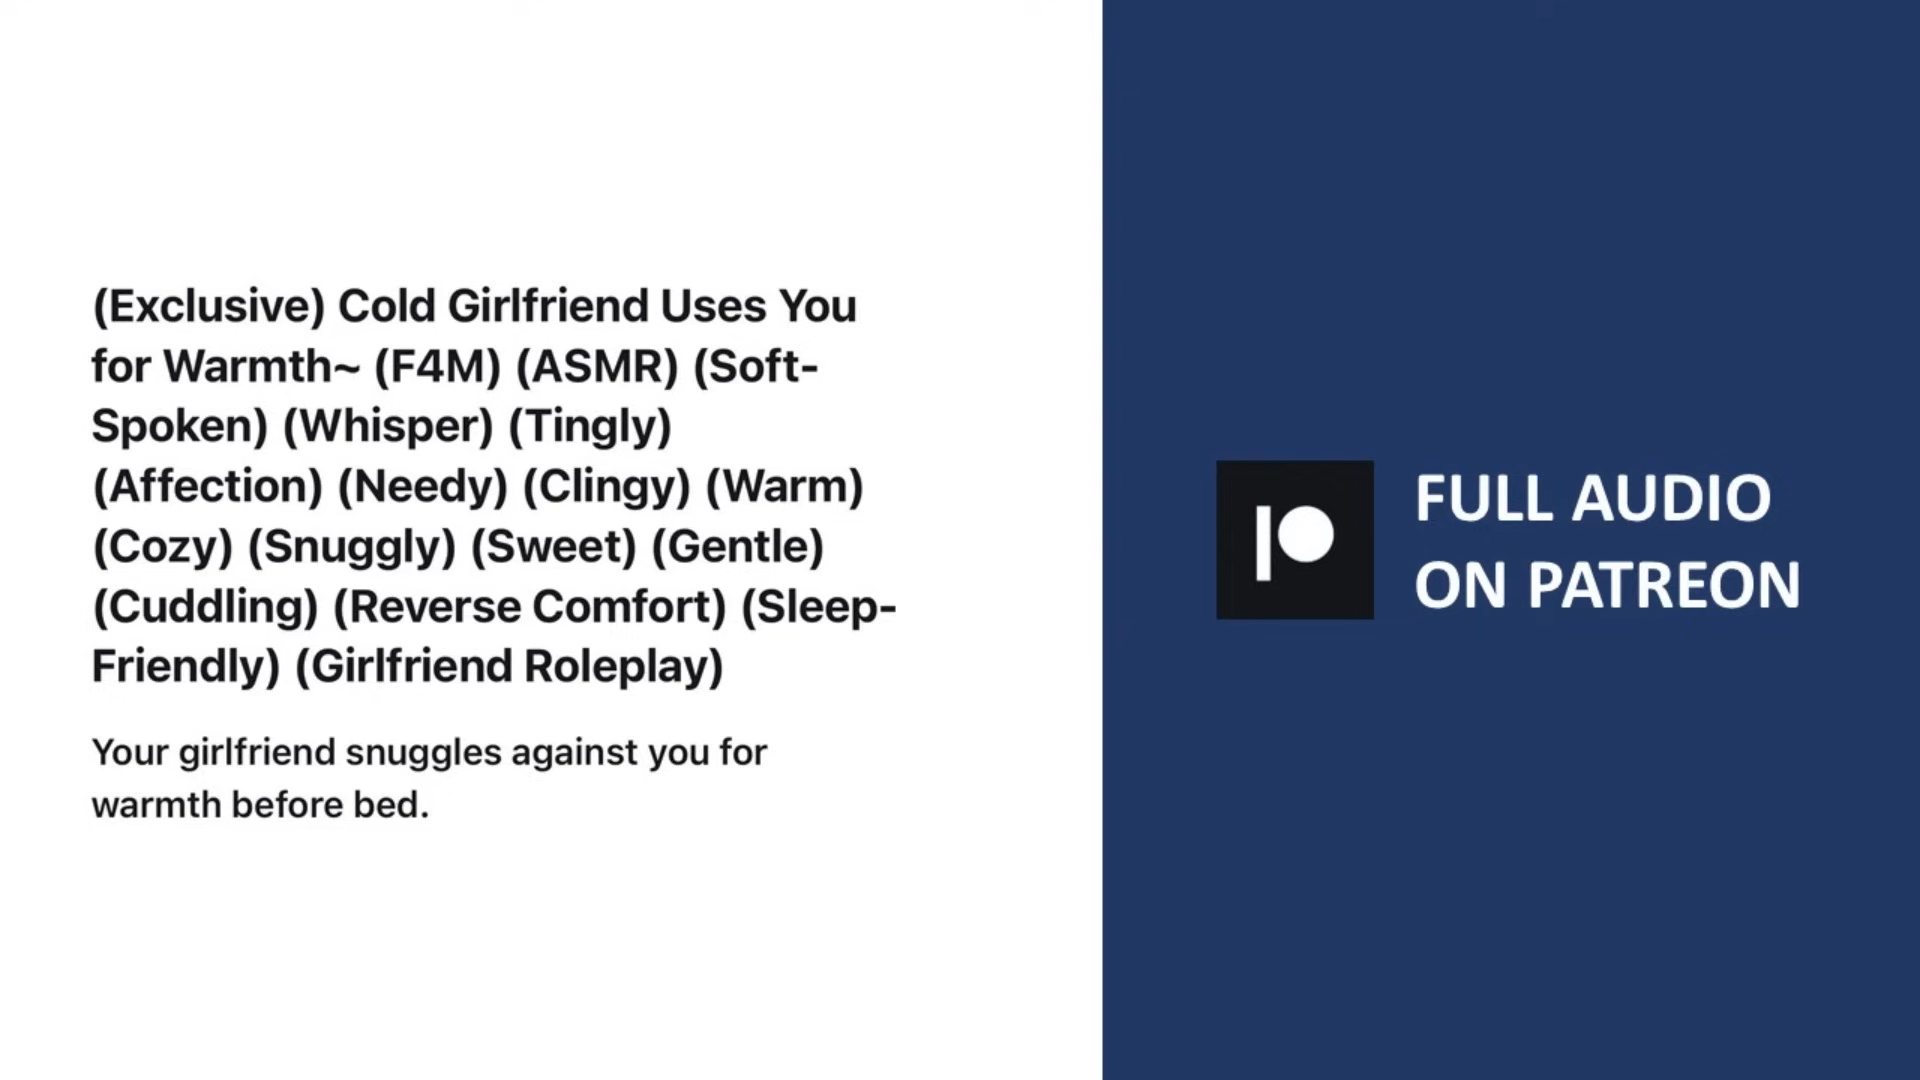 (Exclusive) Cold Girlfriend Uses You
for Warmth~ (F4M) (ASMR) (Soft-
Spoken) (Whisper) (Tingly)
(Affection) (Needy) (Clingy) (Warm)
(Cozy) (Snuggly) (Sweet) (Gentle)
(Cuddling) (Reverse Comfort) (Sleep-
Friendly) (Girlfriend Roleplay)
Your girlfriend snuggles against you for
warmth before bed.
FULL AUDIO
ON PATREON